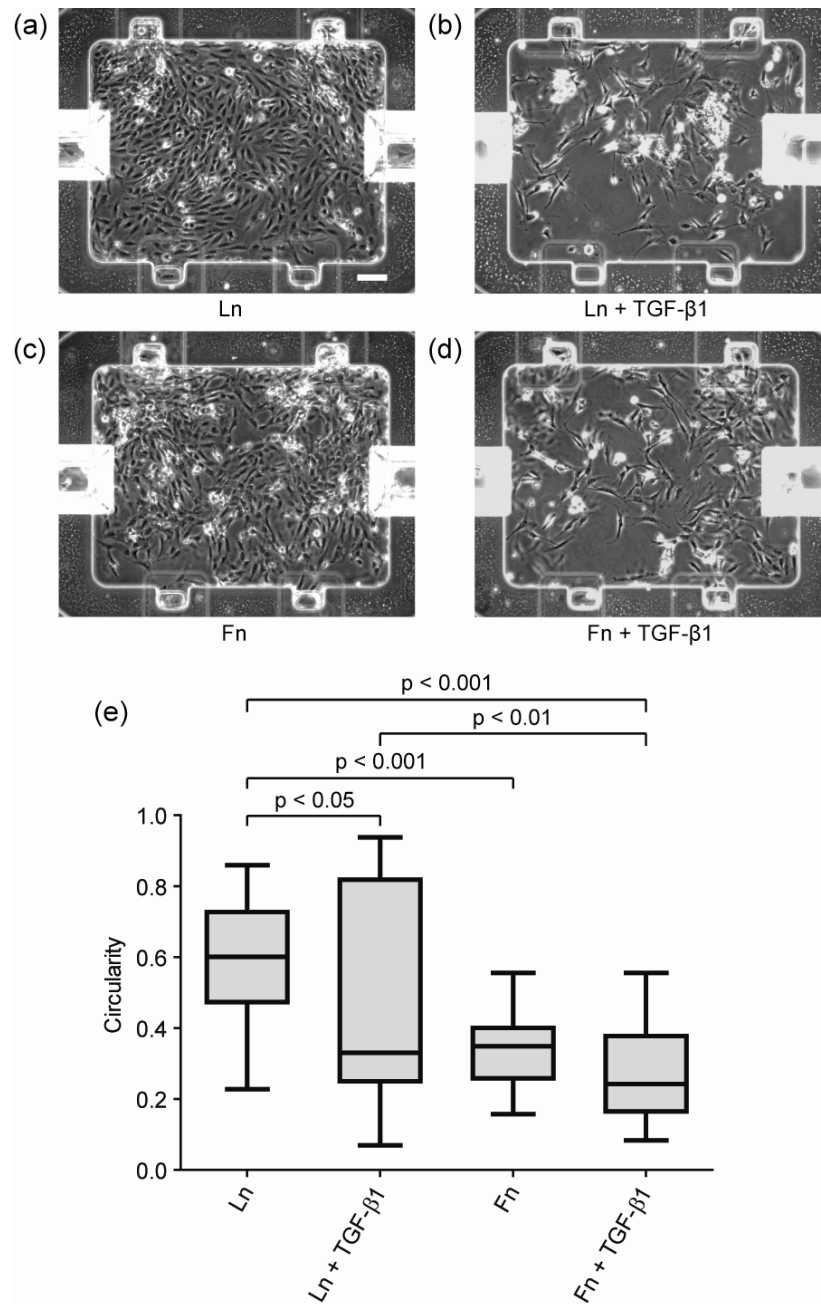 (a)
(b)
Ln
Ln + TGF-β1
(c)
(d)
Fn
Fn + TGF-β1
(e)
p < 0.001
p < 0.01
p < 0.001
p < 0.05
1.0
0.8
0.6
0.4
0.2
0.0
Circularity
Ln
Ln + TGF-β1
Fn
Fn + TGF-β1